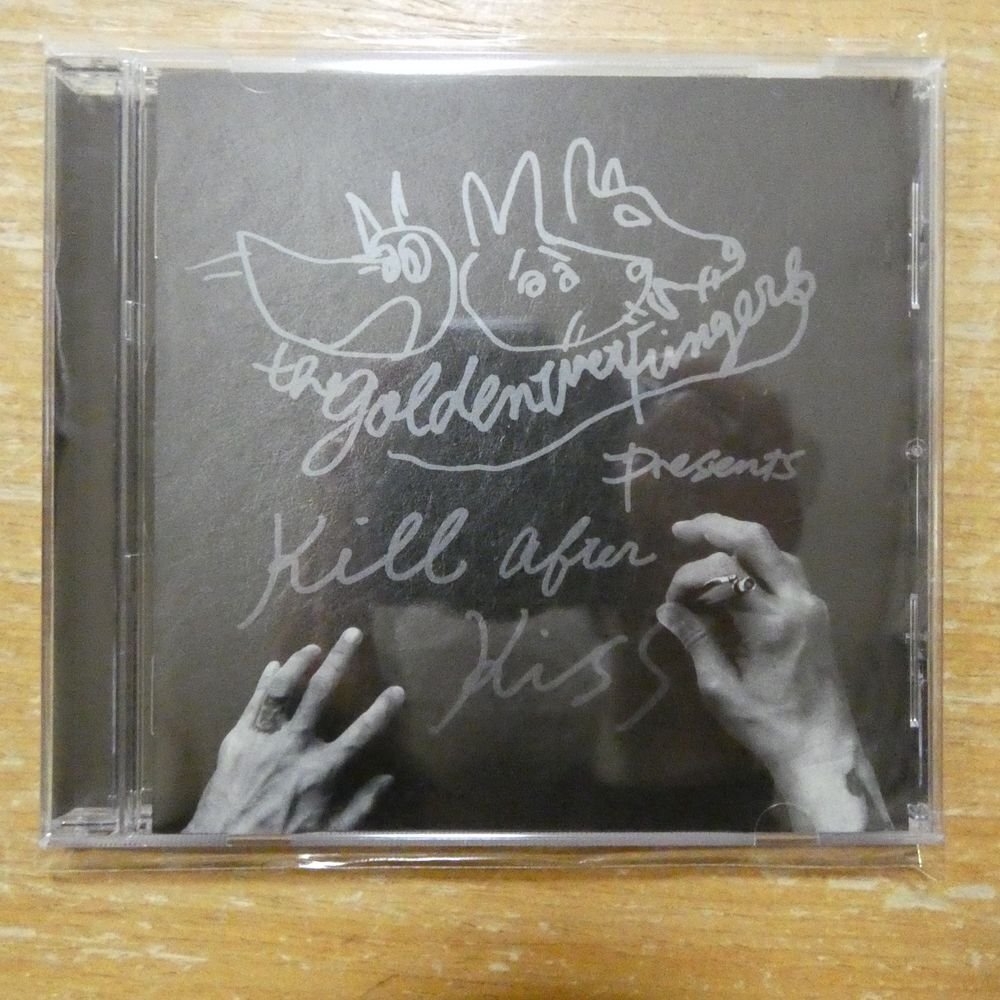 the goldenwetfingers
presents
Kill after
Kiss